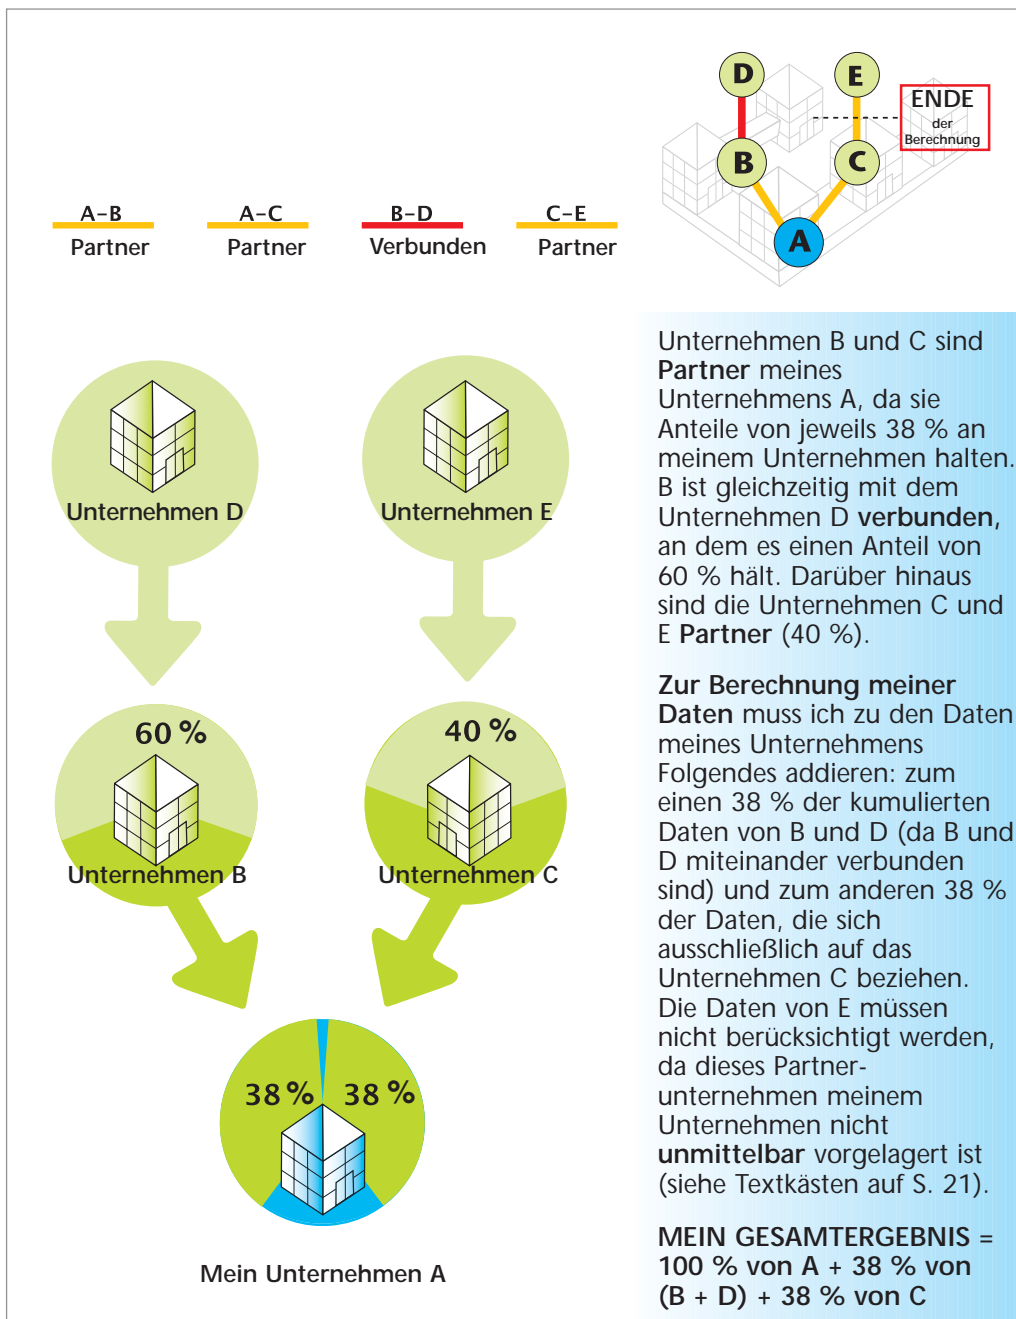 D
E
ENDE
der
Berechnung
B
C
A
A–B
Partner
A–C
Partner
B–D
Verbunden
C–E
Partner
Unternehmen D
Unternehmen E
60 %
Unternehmen B
40 %
Unternehmen C
38 %
38 %
Mein Unternehmen A
Unternehmen B und C sind
Partner meines
Unternehmens A, da sie
Anteile von jeweils 38 % an
meinem Unternehmen halten.
B ist gleichzeitig mit dem
Unternehmen D verbunden,
an dem es einen Anteil von
60 % hält. Darüber hinaus
sind die Unternehmen C und
E Partner (40 %).
Zur Berechnung meiner
Daten muss ich zu den Daten
meines Unternehmens
Folgendes addieren: zum
einen 38 % der kumulierten
Daten von B und D (da B und
D miteinander verbunden
sind) und zum anderen 38 %
der Daten, die sich
ausschließlich auf das
Unternehmen C beziehen.
Die Daten von E müssen
nicht berücksichtigt werden,
da dieses Partner-
unternehmen meinem
Unternehmen nicht
unmittelbar vorgelagert ist
(siehe Textkästen auf S. 21).
MEIN GESAMTERGEBNIS =
100 % von A + 38 % von
(B + D) + 38 % von C